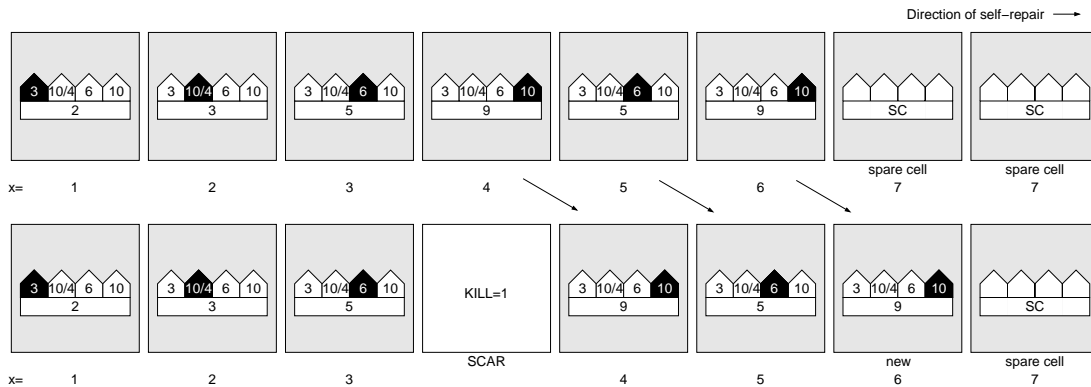 Direction of self-repair
3 10/4 6 10 3 10/4 6 10 3 10/4 6 10 3 10/4 6 10 3 10/4 6 10 3 10/4 6 10
2 3 5 9 5 9 SC SC
spare cell spare cell
x= 1 2 3 4 5 6 7 7
3 10/4 6 10 3 10/4 6 10 3 10/4 6 10 3 10/4 6 10 3 10/4 6 10 3 10/4 6 10
KILL=1
2 3 5 9 5 9 SC
SCAR new spare cell
x= 1 2 3 4 5 6 7